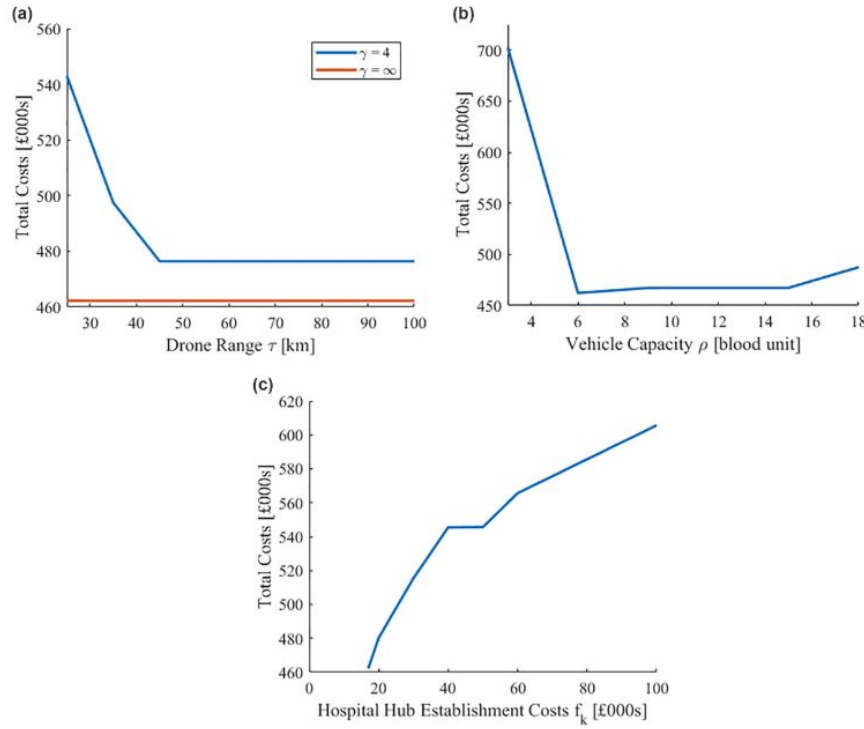 (a)
560
540
520
500
480
460
Total Costs [£000s]
γ = 4
γ = ∞
30 40 50 60 70 80 90 100
Drone Range τ [km]
(b)
700
650
600
550
500
450
Total Costs [£000s]
4 6 8 10 12 14 16 18
Vehicle Capacity ρ [blood unit]
(c)
620
600
580
560
540
520
500
480
460
Total Costs [£000s]
0 20 40 60 80 100
Hospital Hub Establishment Costs f_k [£000s]